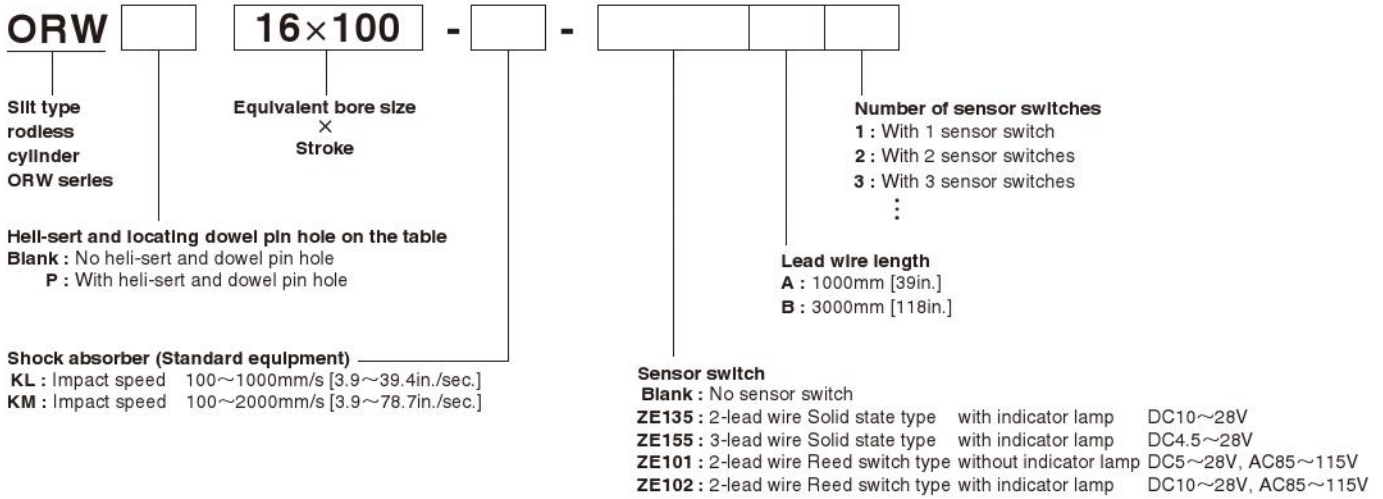 ORW 16×100 - -
Slit type
rodless
cylinder
ORW series
Equivalent bore size
×
Stroke
Number of sensor switches
1 : With 1 sensor switch
2 : With 2 sensor switches
3 : With 3 sensor switches
⋮
Heli-sert and locating dowel pin hole on the table
Blank : No heli-sert and dowel pin hole
P : With heli-sert and dowel pin hole
Lead wire length
A : 1000mm [39in.]
B : 3000mm [118in.]
Shock absorber (Standard equipment)
KL : Impact speed 100～1000mm/s [3.9～39.4in./sec.]
KM : Impact speed 100～2000mm/s [3.9～78.7in./sec.]
Sensor switch
Blank : No sensor switch
ZE135 : 2-lead wire Solid state type with indicator lamp DC10～28V
ZE155 : 3-lead wire Solid state type with indicator lamp DC4.5～28V
ZE101 : 2-lead wire Reed switch type without indicator lamp DC5～28V, AC85～115V
ZE102 : 2-lead wire Reed switch type with indicator lamp DC10～28V, AC85～115V